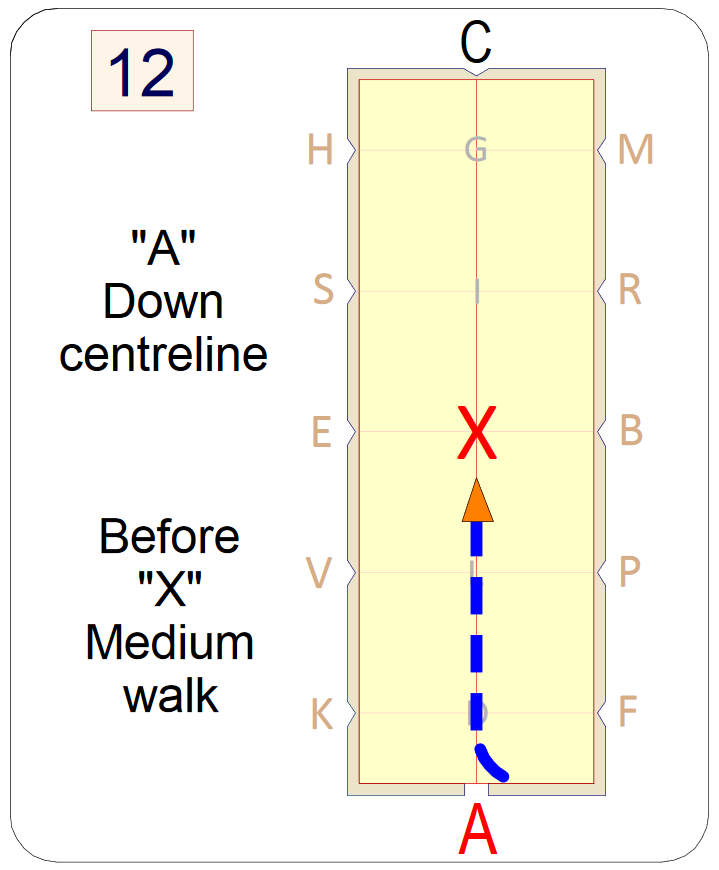 12
"A"
Down
centreline
Before
"X"
Medium
walk
C
H G M
S I R
E X B
V L P
K D F
A